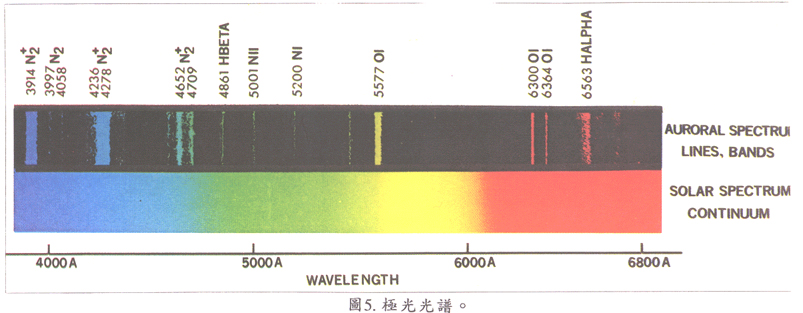 3914 N₂⁺
3997 N₂
4058
4236 N₂⁺
4278
4652 N₂⁺
4709
4861 HBETA
5001 NII
5200 NI
5577 OI
6300 OI
6364 OI
6563 HALPHA
AURORAL SPECTRU
LINES, BANDS
SOLAR SPECTRUM
CONTINUUM
4000A 5000A 6000A 6800A
WAVELENGTH
圖5. 極光光譜。